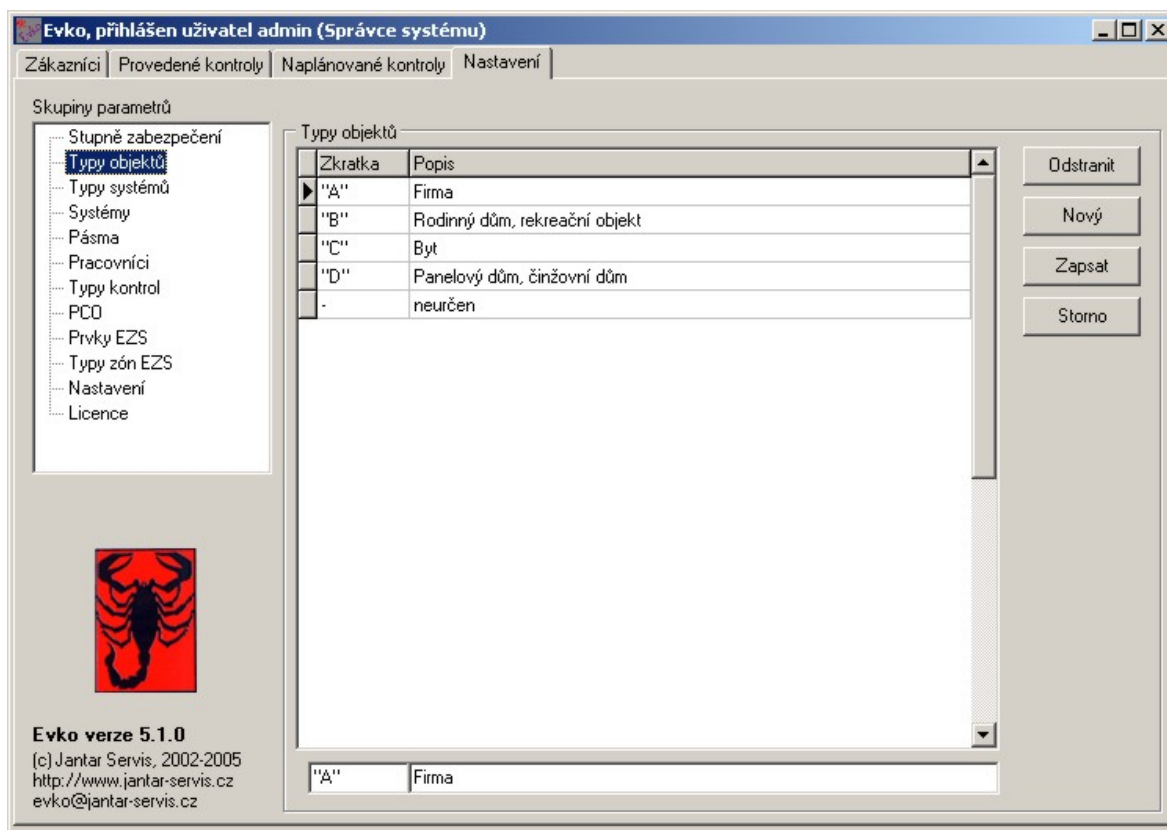 Evko, přihlášen uživatel admin (Správce systému)
Zákazníci Provedené kontroly Naplánované kontroly Nastavení
Skupiny parametrů
Stupně zabezpečení
Typy objektů
Typy systémů
Systémy
Pásma
Pracovníci
Typy kontrol
PCO
Prvky EZS
Typy zón EZS
Nastavení
Licence
Evko verze 5.1.0
(c) Jantar Servis, 2002-2005
http://www.jantar-servis.cz
evko@jantar-servis.cz
Typy objektů
Zkratka Popis
"A" Firma
"B" Rodinný dům, rekreační objekt
"C" Byt
"D" Panelový dům, činžovní dům
- neurčen
"A" Firma
Odstranit
Nový
Zapsat
Storno